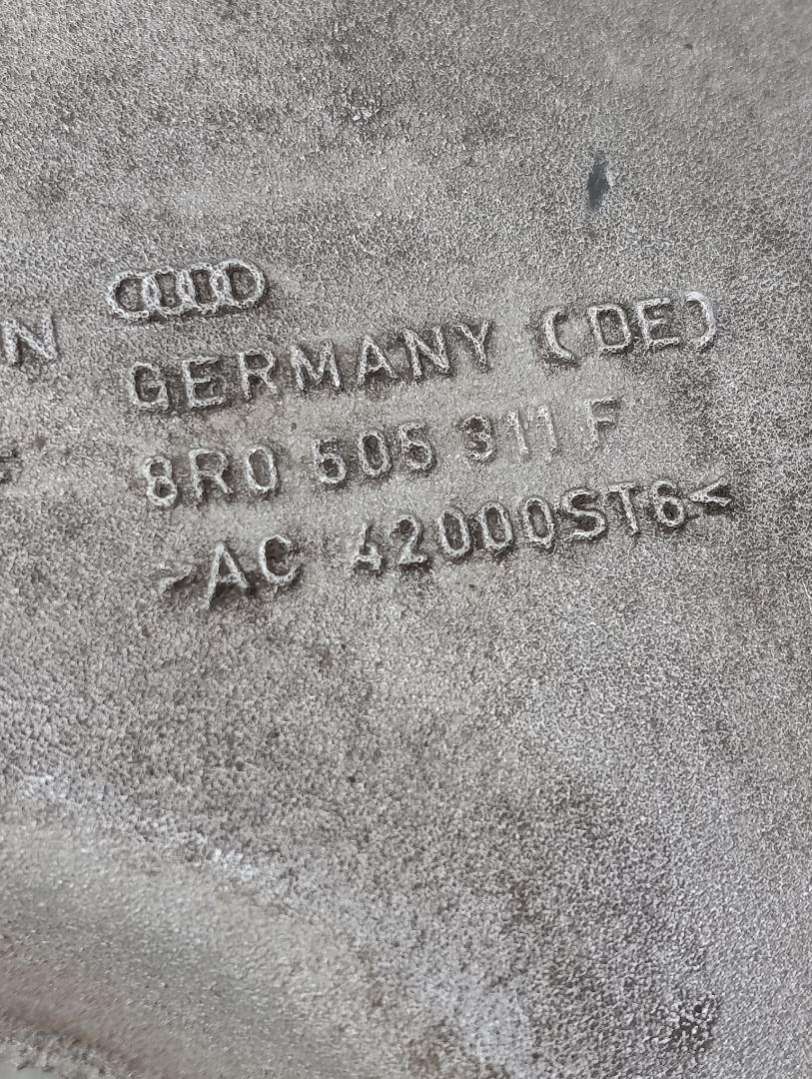 N
GERMANY (DE)
8R0 505 311 F
>AC 42000ST6<